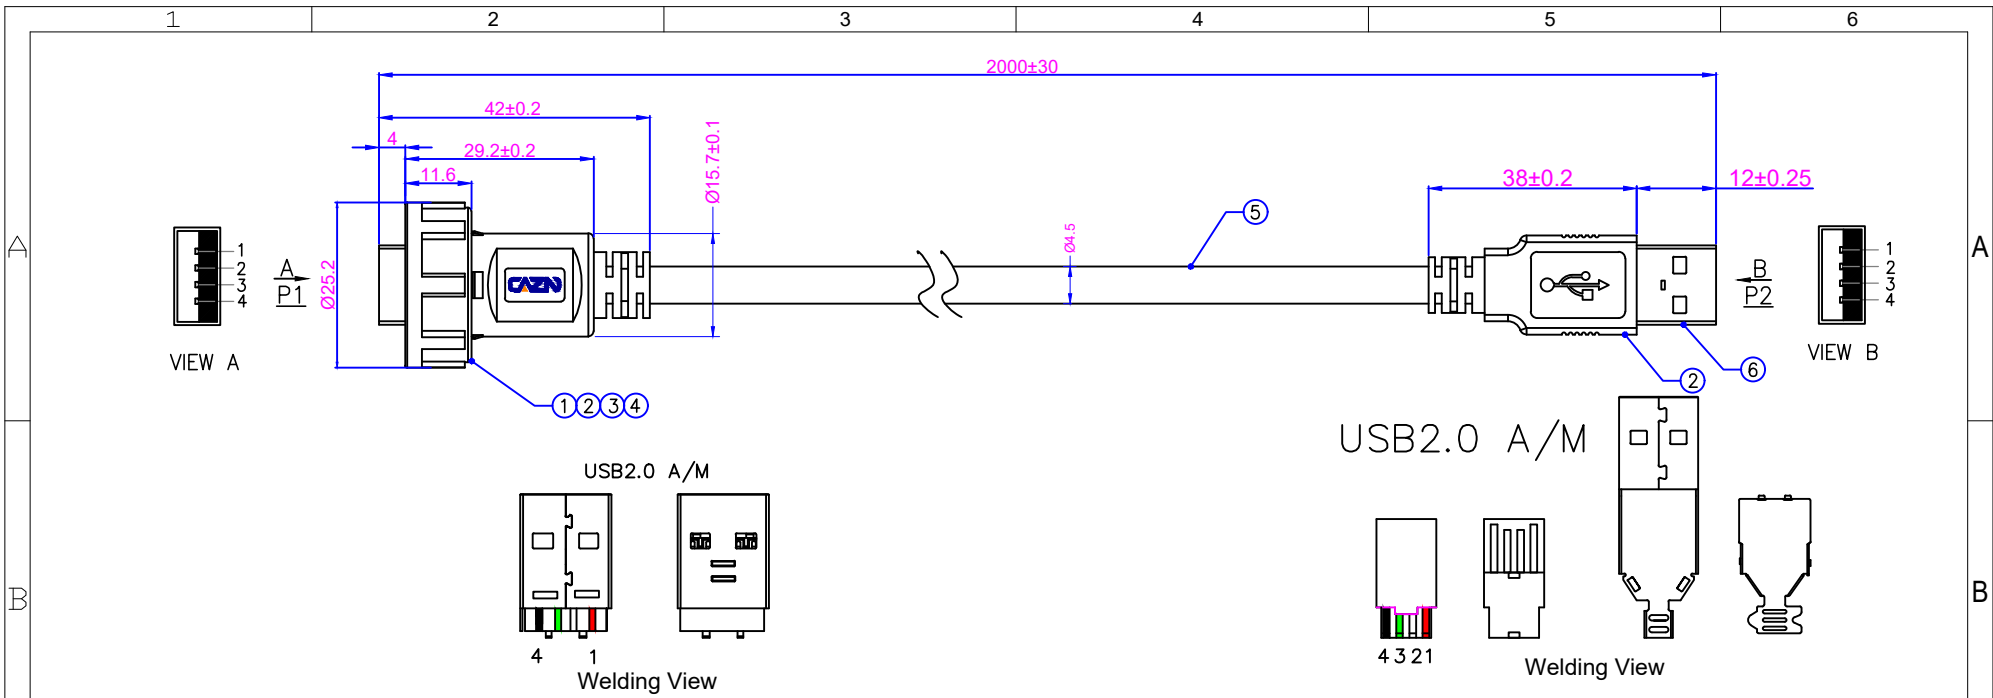 1 2 3 4 5 6
2000±30
42±0.2
4
29.2±0.2
11.6
Ø15.7±0.1
38±0.2
12±0.25
5
Ø4.5
Ø25.2
A
A
1
2
3
4
A
P1
B
P2
1
2
3
4
VIEW A
VIEW B
1 2 3 4
2
6
USB2.0 A/M
USB2.0 A/M
B
B
4 1
Welding View
4 3 2 1
Welding View